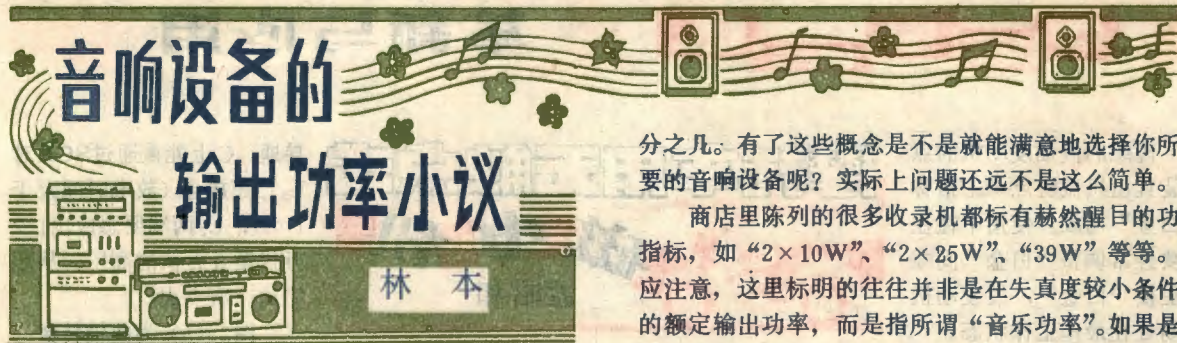 音响设备的
输出功率小议
林本
分之几。有了这些概念是不是就能满意地选择你所
要的音响设备呢？实际上问题还远不是这么简单。
商店里陈列的很多收录机都标有赫然醒目的功
指标，如“2×10W”、“2×25W”、“39W”等等。
应注意，这里标明的往往并非是在失真度较小条件
的额定输出功率，而是指所谓“音乐功率”。如果是